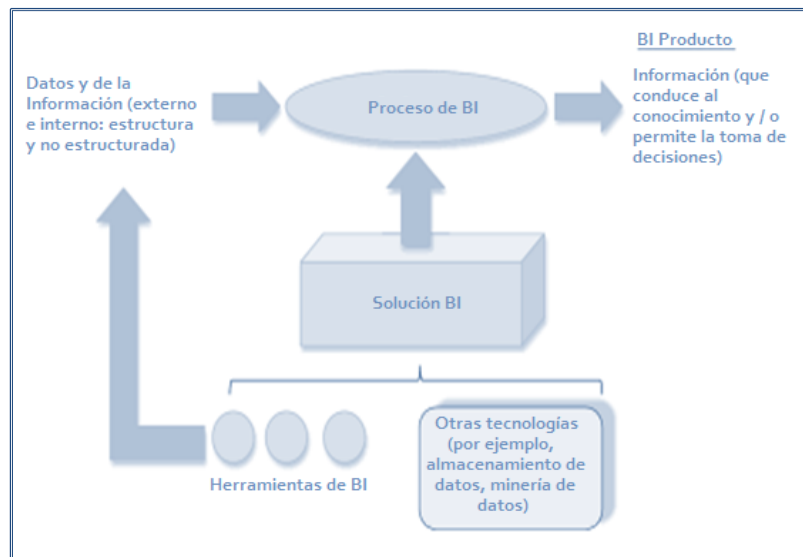 Datos y de la
Información (externo
e interno: estructura
y no estructurada)
Proceso de BI
BI Producto
Información (que
conduce al
conocimiento y / o
permite la toma de
decisiones)
Solución BI
Herramientas de BI
Otras tecnologías
(por ejemplo,
almacenamiento de
datos, minería de
datos)